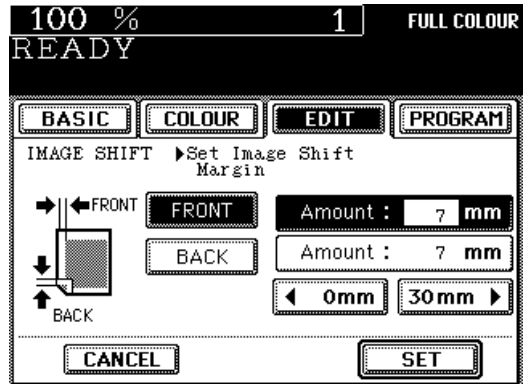 100 % 1 FULL COLOUR
READY
BASIC COLOUR EDIT PROGRAM
IMAGE SHIFT ▶Set Image Shift
Margin
FRONT FRONT Amount : 7 mm
BACK Amount : 7 mm
◀ 0mm 30mm ▶
BACK
CANCEL SET